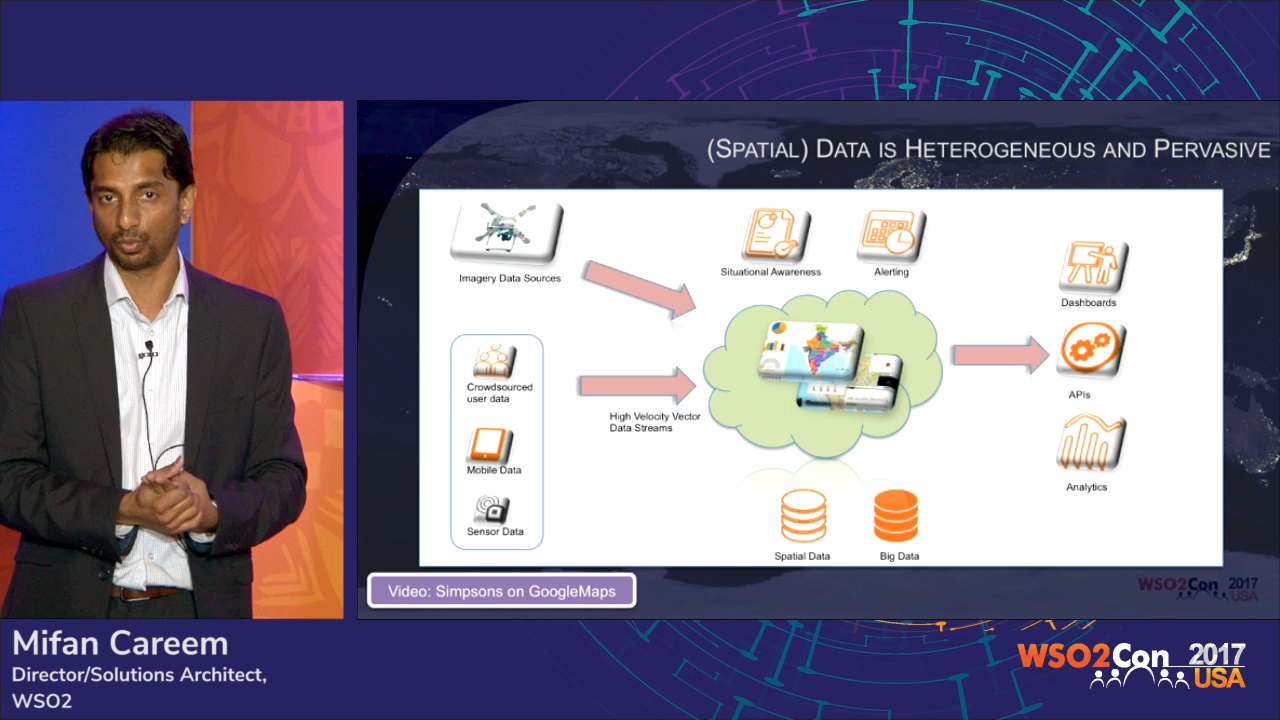 (SPATIAL) DATA IS HETEROGENEOUS AND PERVASIVE
Imagery Data Sources
Situational Awareness
Alerting
Dashboards
Crowdsourced
user data
High Velocity Vector
Data Streams
APIs
Mobile Data
Analytics
Sensor Data
Spatial Data
Big Data
Video: Simpsons on GoogleMaps
WSO2Con 2017
USA
Mifan Careem
Director/Solutions Architect,
WSO2
WSO2Con 2017
USA